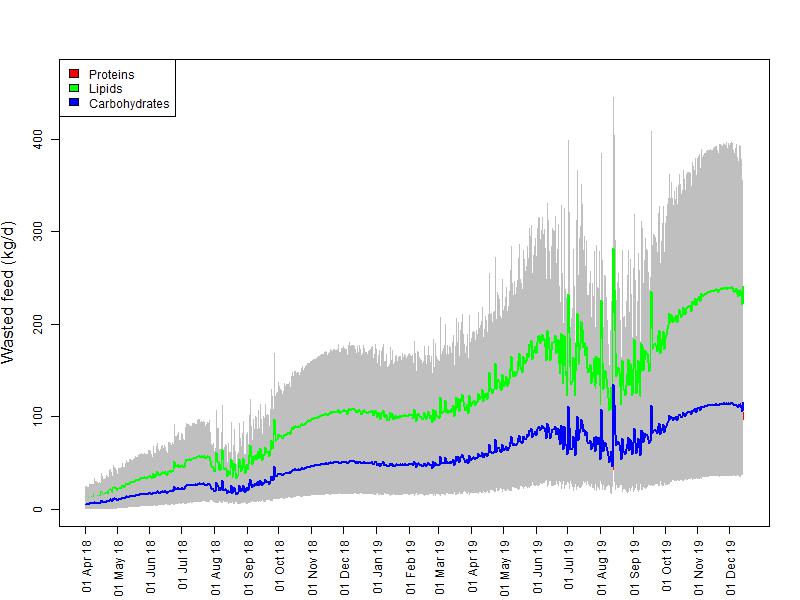 Proteins
Lipids
Carbohydrates
Wasted feed (kg/d)
400
300
200
100
0
01 Apr 18
01 May 18
01 Jun 18
01 Jul 18
01 Aug 18
01 Sep 18
01 Oct 18
01 Nov 18
01 Dec 18
01 Jan 19
01 Feb 19
01 Mar 19
01 Apr 19
01 May 19
01 Jun 19
01 Jul 19
01 Aug 19
01 Sep 19
01 Oct 19
01 Nov 19
01 Dec 19